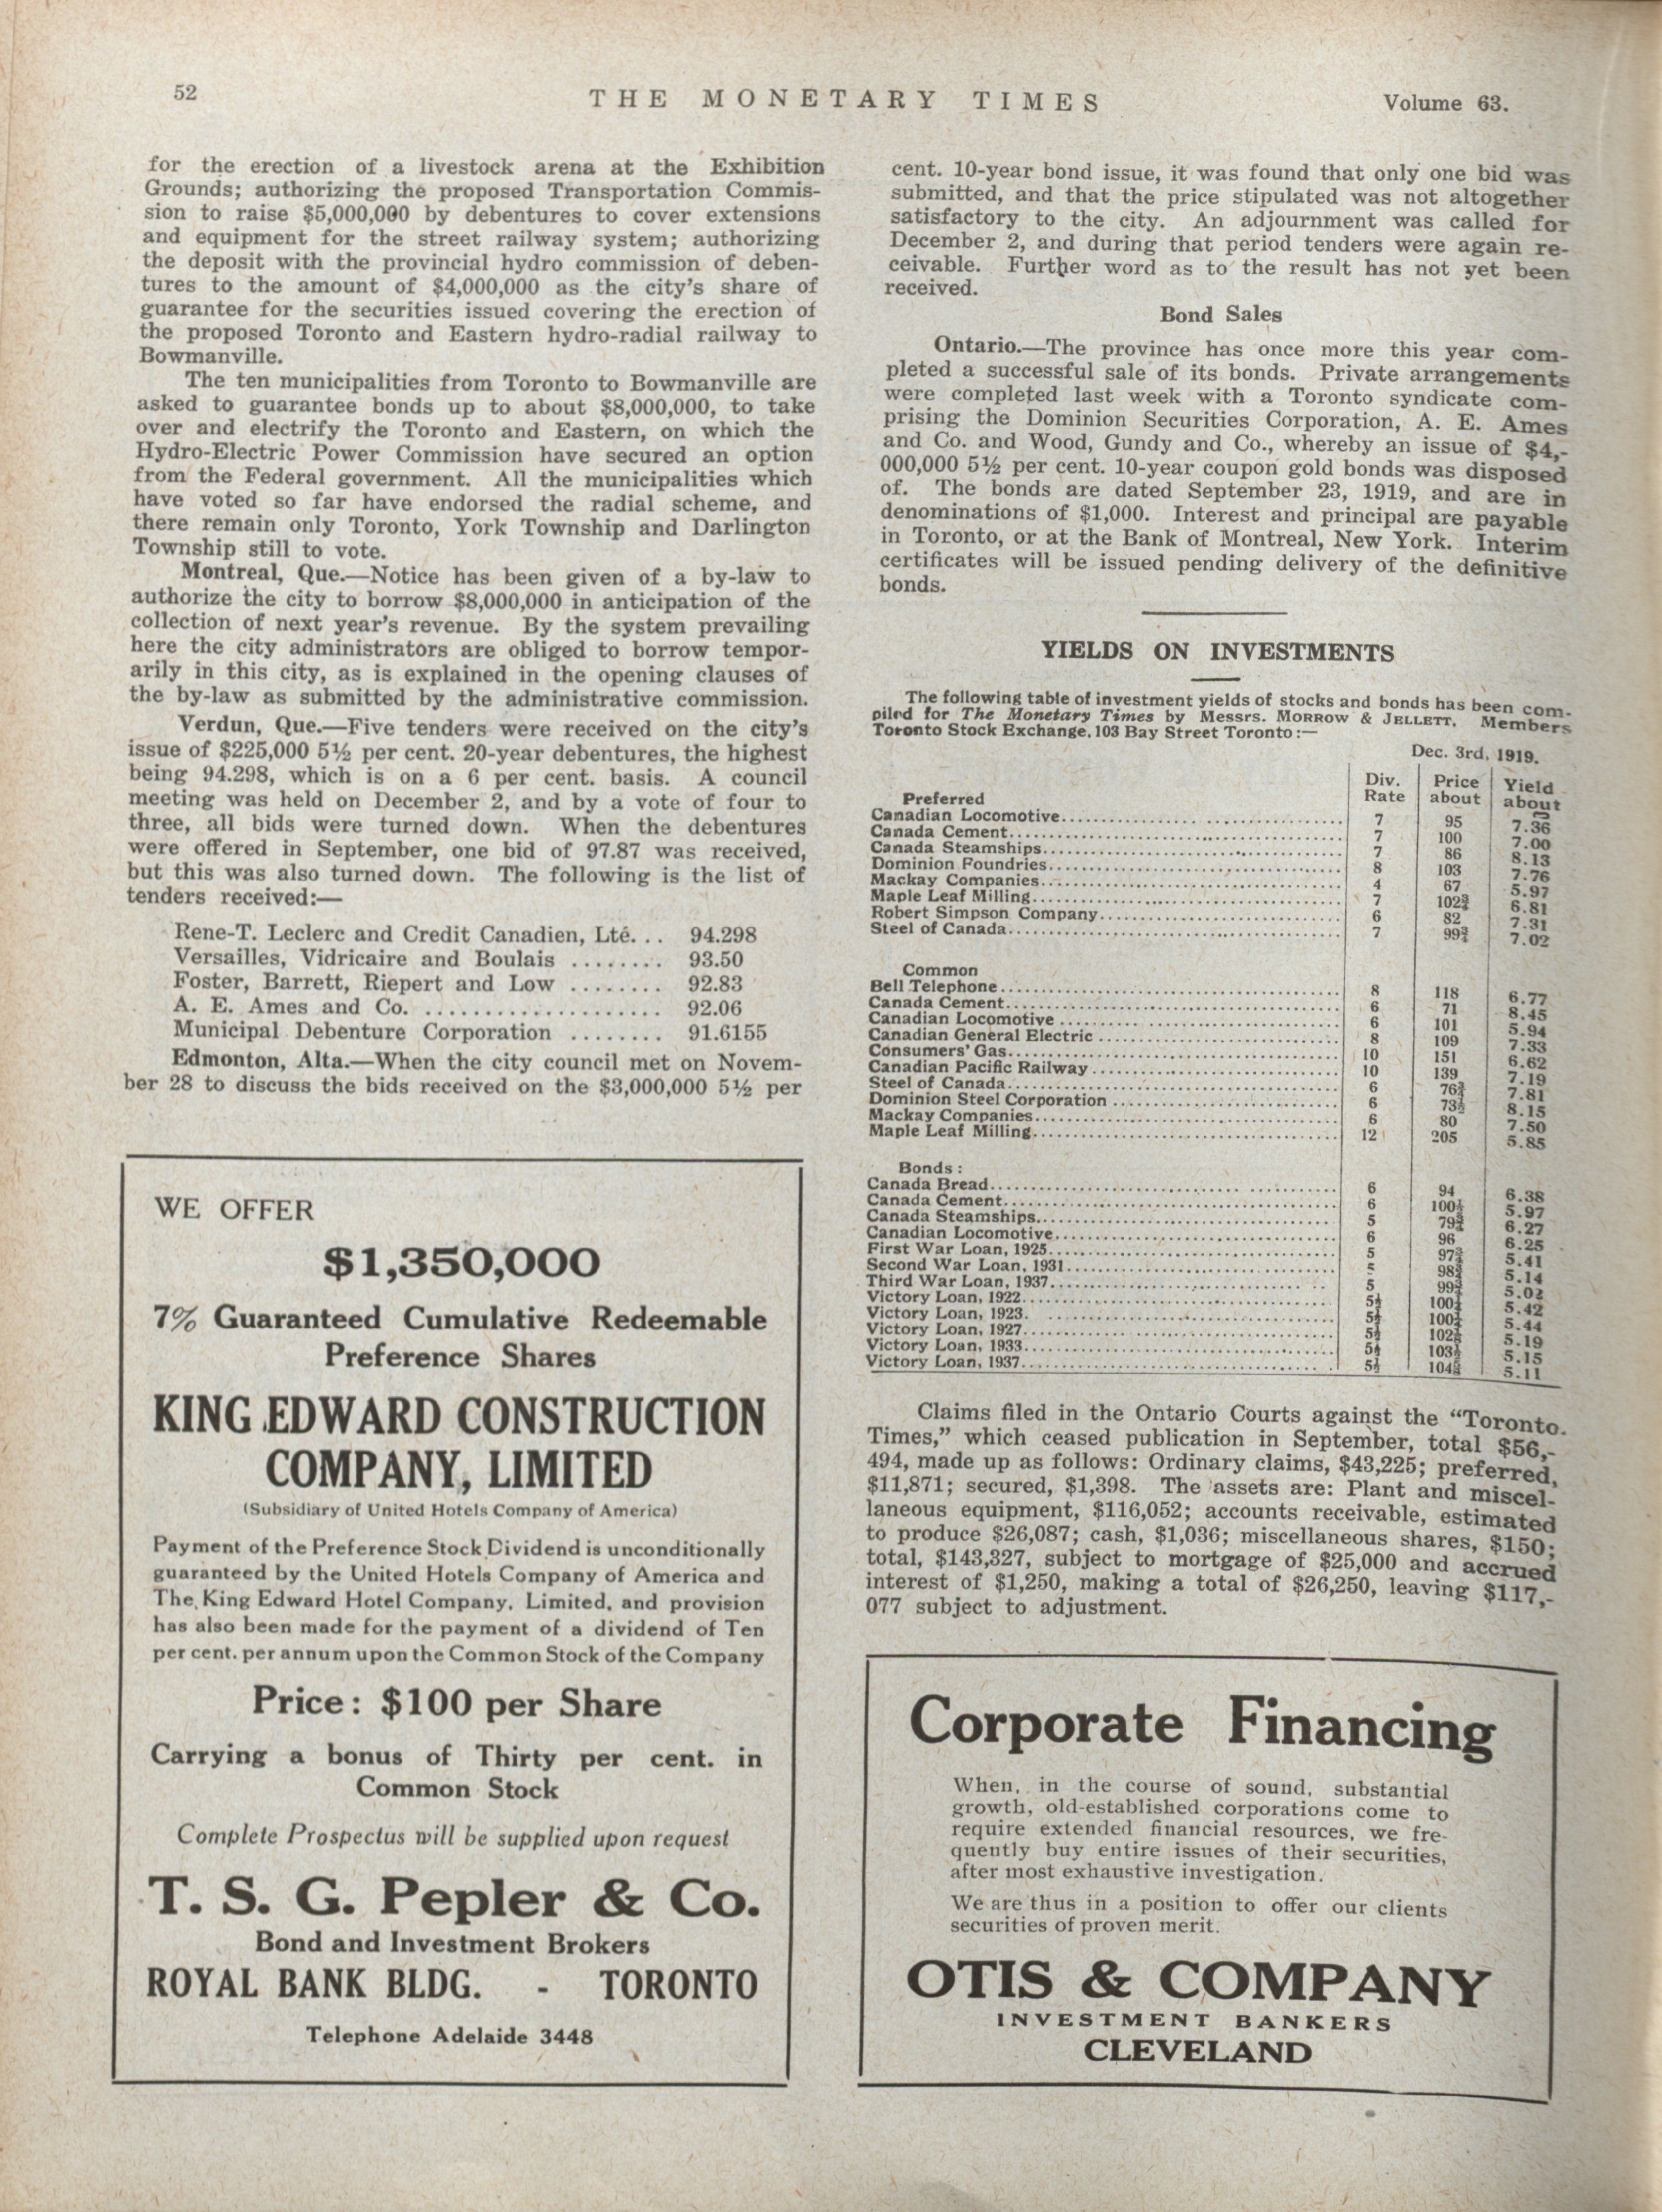 52
THE MONETARY TIMES
Volume 63.
for the erection of a livestock arena at the Exhibition
Grounds; authorizing the proposed Transportation Commis-
sion to raise $5,000,000 by debentures to cover extensions
and equipment for the street railway system; authorizing
the deposit with the provincial hydro commission of deben-
tures to the amount of $4,000,000 as the city's share of
guarantee for the securities issued covering the erection of
the proposed Toronto and Eastern hydro-radial railway to
Bowmanville.
The ten municipalities from Toronto to Bowmanville are
asked to guarantee bonds up to about $8,000,000, to take
over and electrify the Toronto and Eastern, on which the
Hydro-Electric Power Commission have secured an option
from the Federal government. All the municipalities which
have voted so far have endorsed the radial scheme, and
there remain only Toronto, York Township and Darlington
Township still to vote.
Montreal, Que.—Notice has been given of a by-law to
authorize the city to borrow $8,000,000 in anticipation of the
collection of next year's revenue. By the system prevailing
here the city administrators are obliged to borrow tempor-
arily in this city, as is explained in the opening clauses of
the by-law as submitted by the administrative commission.
Verdun, Que.—Five tenders were received on the city's
issue of $225,000 5½ per cent. 20-year debentures, the highest
being 94.298, which is on a 6 per cent. basis. A council
meeting was held on December 2, and by a vote of four to
three, all bids were turned down. When the debentures
were offered in September, one bid of 97.87 was received,
but this was also turned down. The following is the list of
tenders received:—
Rene-T. Leclerc and Credit Canadien, Lté... 94.298
Versailles, Vidricaire and Boulais ........ 93.50
Foster, Barrett, Riepert and Low ........ 92.83
A. E. Ames and Co. .................... 92.06
Municipal Debenture Corporation ........ 91.6155
Edmonton, Alta.—When the city council met on Novem-
ber 28 to discuss the bids received on the $3,000,000 5½ per
WE OFFER
$1,350,000
7% Guaranteed Cumulative Redeemable
Preference Shares
KING EDWARD CONSTRUCTION
COMPANY, LIMITED
(Subsidiary of United Hotels Company of America)
Payment of the Preference Stock Dividend is unconditionally
guaranteed by the United Hotels Company of America and
The King Edward Hotel Company, Limited, and provision
has also been made for the payment of a dividend of Ten
per cent. per annum upon the Common Stock of the Company
Price: $100 per Share
Carrying a bonus of Thirty per cent. in
Common Stock
Complete Prospectus will be supplied upon request
T. S. G. Pepler & Co.
Bond and Investment Brokers
ROYAL BANK BLDG. - TORONTO
Telephone Adelaide 3448
cent. 10-year bond issue, it was found that only one bid was
submitted, and that the price stipulated was not altogether
satisfactory to the city. An adjournment was called for
December 2, and during that period tenders were again re-
ceivable. Further word as to the result has not yet been
received.
Bond Sales
Ontario.—The province has once more this year com-
pleted a successful sale of its bonds. Private arrangements
were completed last week with a Toronto syndicate com-
prising the Dominion Securities Corporation, A. E. Ames
and Co. and Wood, Gundy and Co., whereby an issue of $4,-
000,000 5½ per cent. 10-year coupon gold bonds was disposed
of. The bonds are dated September 23, 1919, and are in
denominations of $1,000. Interest and principal are payable
in Toronto, or at the Bank of Montreal, New York. Interim
certificates will be issued pending delivery of the definitive
bonds.
YIELDS ON INVESTMENTS
The following table of investment yields of stocks and bonds has been com-
piled for The Monetary Times by Messrs. MORROW & JELLETT, Members
Toronto Stock Exchange, 103 Bay Street Toronto:—
Dec. 3rd, 1919.
Preferred Div. Rate Price about Yield about
Canadian Locomotive 7 95 7.36
Canada Cement 7 100 7.00
Canada Steamships 7 86 8.13
Dominion Foundries 8 103 7.76
Mackay Companies 4 67 5.97
Maple Leaf Milling 7 102¾ 6.81
Robert Simpson Company 6 82 7.31
Steel of Canada 7 99¾ 7.02
Common
Bell Telephone 8 118 6.77
Canada Cement 6 71 8.45
Canadian Locomotive 6 101 5.94
Canadian General Electric 8 109 7.33
Consumers' Gas 10 151 6.62
Canadian Pacific Railway 10 139 7.19
Steel of Canada 6 76¾ 7.81
Dominion Steel Corporation 6 73½ 8.15
Mackay Companies 6 80 7.50
Maple Leaf Milling 12 205 5.85
Bonds:
Canada Bread 6 94 6.38
Canada Cement 6 5.97
Canada Steamships 5 6.27
Canadian Locomotive 6 96 6.25
First War Loan, 1925 5 5.41
Second War Loan, 1931 5.14
Third War Loan, 1937 5 5.02
Victory Loan, 1922 5½ 5.42
Victory Loan, 1923 5½ 5.44
Victory Loan, 1927 5½ 5.19
Victory Loan, 1933 5½ 5.15
Victory Loan, 1937 5½ 5.11
Claims filed in the Ontario Courts against the "Toronto
Times," which ceased publication in September, total $56,-
494, made up as follows: Ordinary claims, $43,225; preferred,
$11,871; secured, $1,398. The assets are: Plant and miscel-
laneous equipment, $116,052; accounts receivable, estimated
to produce $26,087; cash, $1,036; miscellaneous shares, $150;
total, $143,327, subject to mortgage of $25,000 and accrued
interest of $1,250, making a total of $26,250, leaving $117,-
077 subject to adjustment.
Corporate Financing
When, in the course of sound, substantial
growth, old-established corporations come to
require extended financial resources, we fre-
quently buy entire issues of their securities,
after most exhaustive investigation.
We are thus in a position to offer our clients
securities of proven merit.
OTIS & COMPANY
INVESTMENT BANKERS
CLEVELAND